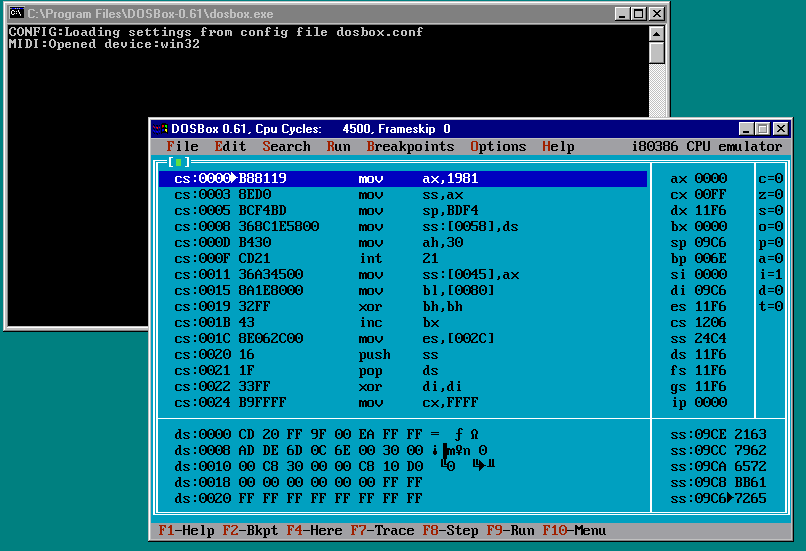 C:\Program Files\DOSBox-0.61\dosbox.exe
CONFIG:Loading settings from config file dosbox.conf
MIDI:Opened device:win32
DOSBox 0.61, Cpu Cycles: 4500, Frameskip 0
File Edit Search Run Breakpoints Options Help i80386 CPU emulator
cs:0000►B88119 mov ax,1981 ax 0000 c=0
cs:0003 8ED0 mov ss,ax cx 00FF z=0
cs:0005 BCF4BD mov sp,BDF4 dx 11F6 s=0
cs:0008 368C1E5800 mov ss:[0058],ds bx 0000 o=0
cs:000D B430 mov ah,30 sp 09C6 p=0
cs:000F CD21 int 21 bp 006E a=0
cs:0011 36A34500 mov ss:[0045],ax si 0000 i=1
cs:0015 8A1E8000 mov bl,[0080] di 09C6 d=0
cs:0019 32FF xor bh,bh es 11F6 t=0
cs:001B 43 inc bx cs 1206
cs:001C 8E062C00 mov es,[002C] ss 24C4
cs:0020 16 push ss ds 11F6
cs:0021 1F pop ds fs 11F6
cs:0022 33FF xor di,di gs 11F6
cs:0024 B9FFFF mov cx,FFFF ip 0000
ds:0000 CD 20 FF 9F 00 EA FF FF = ƒ Ω ss:09CE 2163
ds:0008 AD DE 6D 0C 6E 00 30 00 ¡▐m♀n 0 ss:09CC 7962
ds:0010 00 C8 30 00 00 C8 10 D0 ╚0 ╚►╨ ss:09CA 6572
ds:0018 00 00 00 00 00 00 FF FF ss:09C8 BB61
ds:0020 FF FF FF FF FF FF FF FF ss:09C6►7265
F1-Help F2-Bkpt F4-Here F7-Trace F8-Step F9-Run F10-Menu